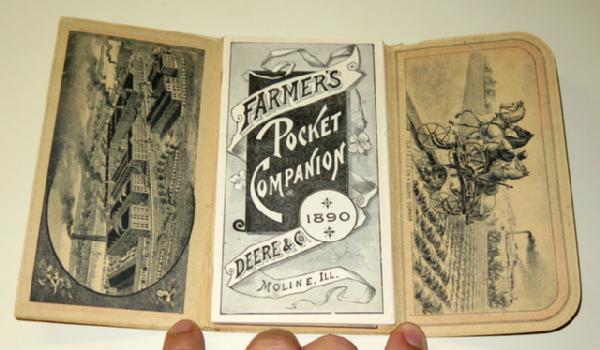 FARMER'S
POCKET
COMPANION
1890
DEERE & CO.
MOLINE, ILL.